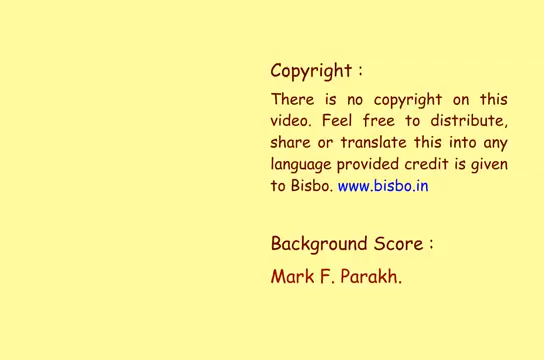 Copyright :
There is no copyright on this
video. Feel free to distribute,
share or translate this into any
language provided credit is given
to Bisbo. www.bisbo.in
Background Score :
Mark F. Parakh.